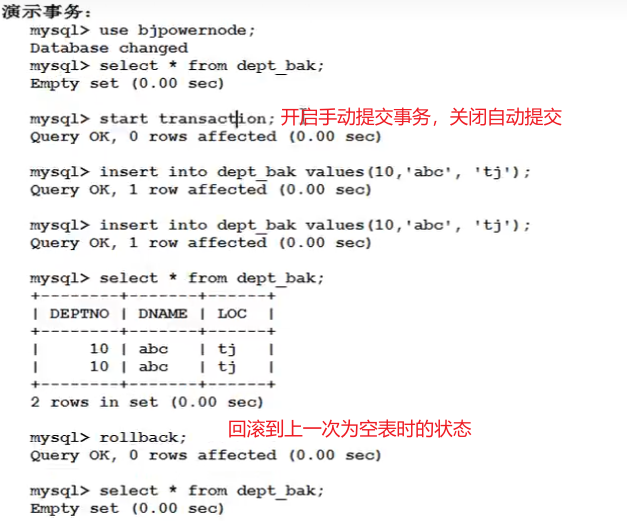 演示事务：
mysql> use bjpowernode;
Database changed
mysql> select * from dept_bak;
Empty set (0.00 sec)
mysql> start transaction; 开启手动提交事务，关闭自动提交
Query OK, 0 rows affected (0.00 sec)
mysql> insert into dept_bak values(10,'abc', 'tj');
Query OK, 1 row affected (0.00 sec)
mysql> insert into dept_bak values(10,'abc', 'tj');
Query OK, 1 row affected (0.00 sec)
mysql> select * from dept_bak;
+--------+-------+------+
| DEPTNO | DNAME | LOC  |
+--------+-------+------+
|     10 | abc   | tj   |
|     10 | abc   | tj   |
+--------+-------+------+
2 rows in set (0.00 sec)
mysql> rollback; 回滚到上一次为空表时的状态
Query OK, 0 rows affected (0.00 sec)
mysql> select * from dept_bak;
Empty set (0.00 sec)